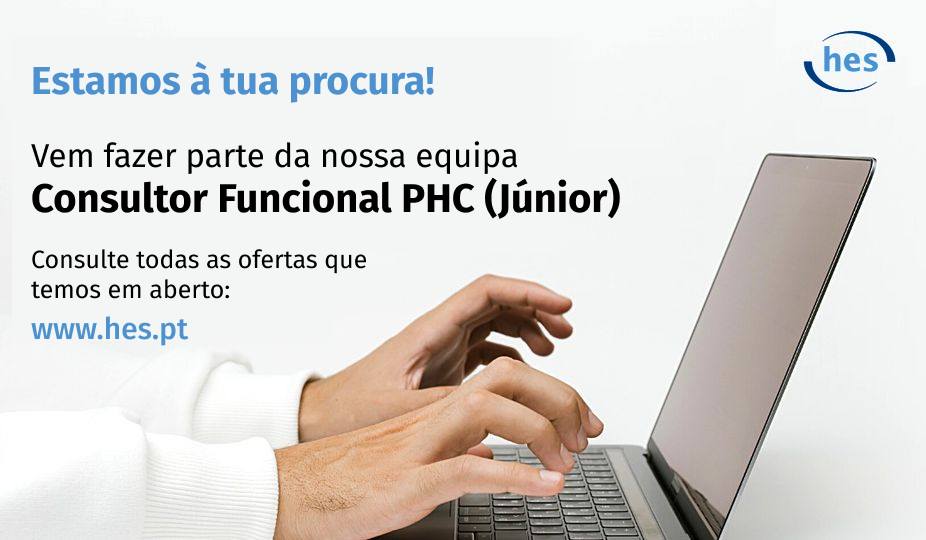 hes
Estamos à tua procura!
Vem fazer parte da nossa equipa
Consultor Funcional PHC (Júnior)
Consulte todas as ofertas que
temos em aberto:
www.hes.pt